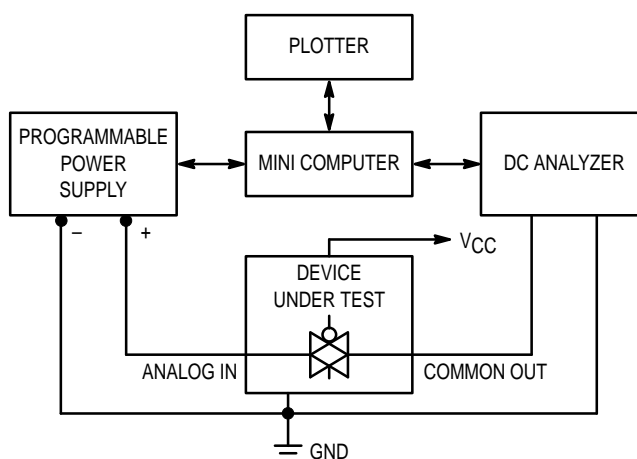 PLOTTER
PROGRAMMABLE
POWER
SUPPLY
MINI COMPUTER
DC ANALYZER
– +
VCC
DEVICE
UNDER TEST
ANALOG IN
COMMON OUT
GND